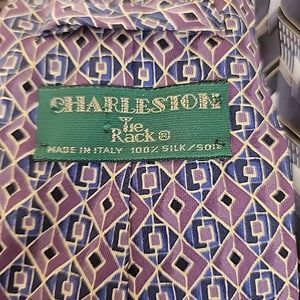 CHARLESTON
Tie
Rack®
MADE IN ITALY 100% SILK/SOIE